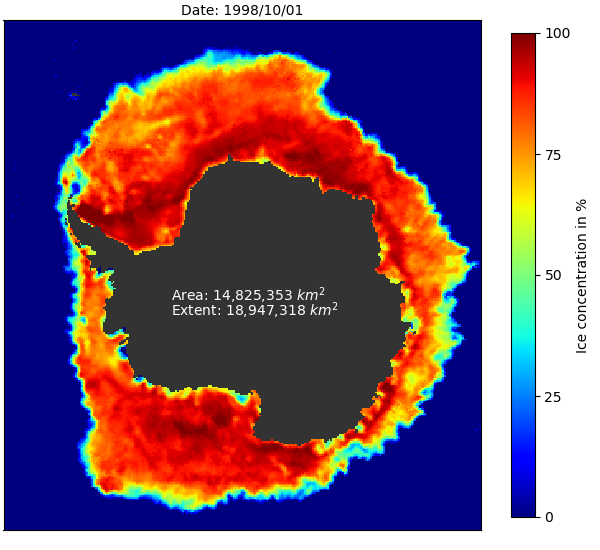 Date: 1998/10/01
Area: 14,825,353 km²
Extent: 18,947,318 km²
100
75
50
25
0
Ice concentration in %